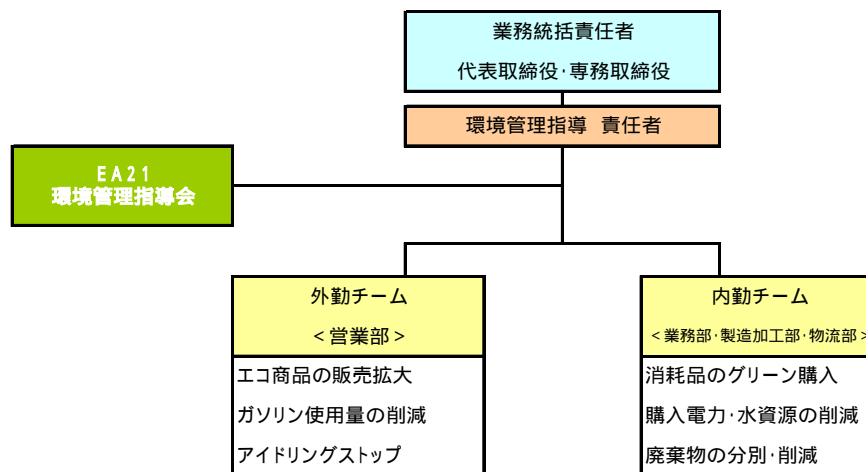 業務統括責任者
代表取締役・専務取締役
環境管理指導 責任者
EA21
環境管理指導会
外勤チーム
<営業部>
エコ商品の販売拡大
ガソリン使用量の削減
アイドリングストップ
内勤チーム
<業務部・製造加工部・物流部>
消耗品のグリーン購入
購入電力・水資源の削減
廃棄物の分別・削減